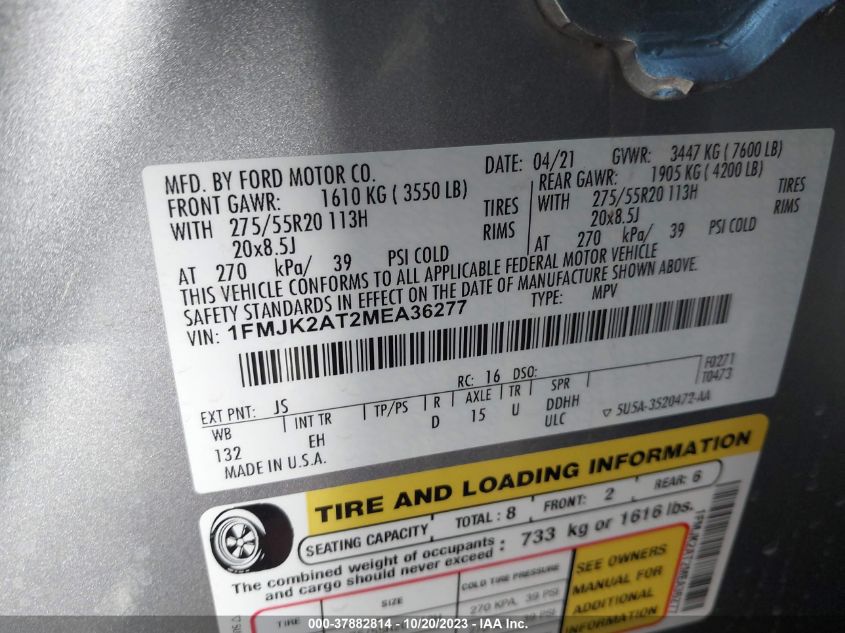 MFD. BY FORD MOTOR CO.
DATE: 04/21 GVWR: 3447 KG ( 7600 LB)
FRONT GAWR: 1610 KG ( 3550 LB)
REAR GAWR: 1905 KG ( 4200 LB)
WITH 275/55R20 113H TIRES
WITH 275/55R20 113H TIRES
20x8.5J RIMS
20x8.5J RIMS
AT 270 kPa/ 39 PSI COLD
AT 270 kPa/ 39 PSI COLD
THIS VEHICLE CONFORMS TO ALL APPLICABLE FEDERAL MOTOR VEHICLE
SAFETY STANDARDS IN EFFECT ON THE DATE OF MANUFACTURE SHOWN ABOVE.
VIN: 1FMJK2AT2MEA36277 TYPE: MPV
F0271
T0473
EXT PNT: JS RC: 16 DSO:
WB INT TR TP/PS R AXLE TR SPR
132 EH D 15 U DDHH
ULC ▽ 5U5A-3520472-AA
MADE IN U.S.A.
TIRE AND LOADING INFORMATION
SEATING CAPACITY TOTAL : 8 FRONT: 2 REAR: 6
The combined weight of occupants : 733 kg or 1616 lbs.
and cargo should never exceed
TIRE SIZE COLD TIRE PRESSURE
270 KPA, 39 PSI
SEE OWNERS
MANUAL FOR
ADDITIONAL
INFORMATION
000-37882814 - 10/20/2023 - IAA Inc.